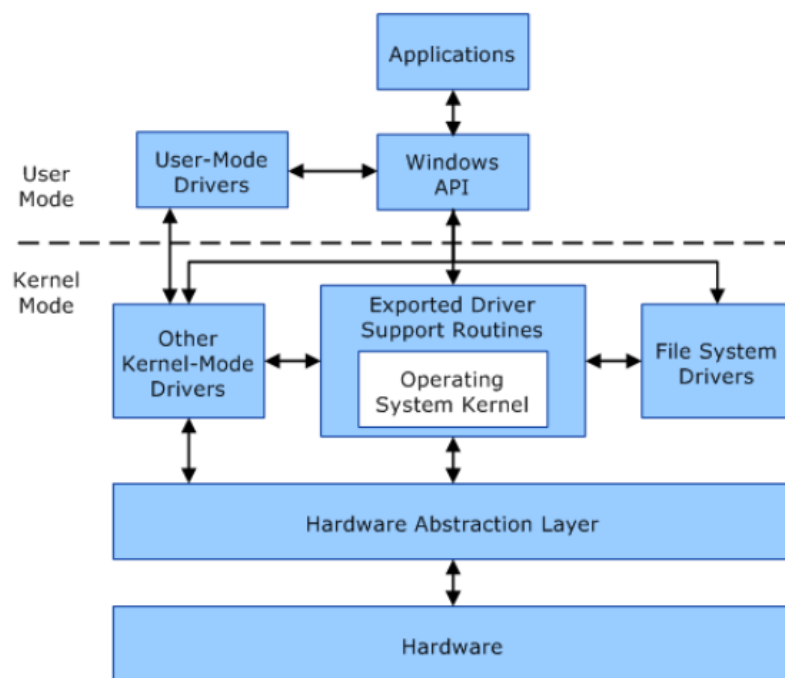 Applications
User-Mode
Drivers
Windows
API
User
Mode
Kernel
Mode
Other
Kernel-Mode
Drivers
Exported Driver
Support Routines
Operating
System Kernel
File System
Drivers
Hardware Abstraction Layer
Hardware